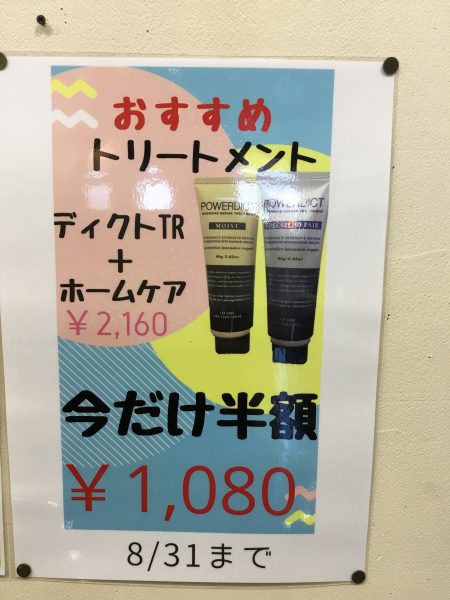 おすすめ
トリートメント
POWERDICT
MOIST
POWERDICT
REPAIR
ディクトTR
+
ホームケア
¥2,160
今だけ半額
¥1,080
8/31まで